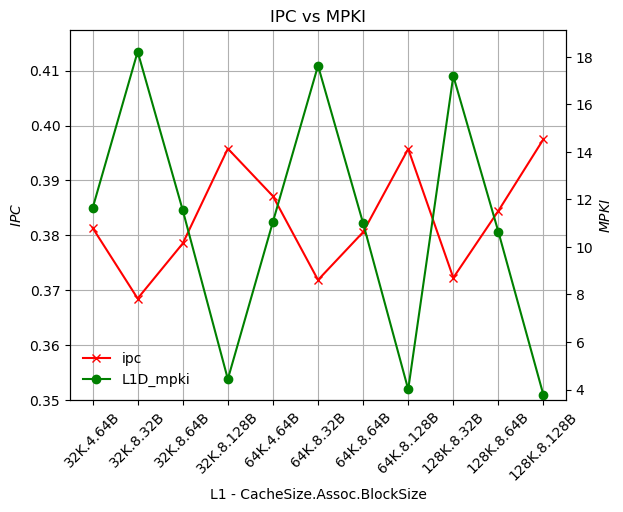 IPC vs MPKI
0.41
0.40
0.39
0.38
0.37
0.36
0.35
IPC
18
16
14
12
10
8
6
4
MPKI
ipc
L1D_mpki
32K.4.64B
32K.8.32B
32K.8.64B
32K.8.128B
64K.4.64B
64K.8.32B
64K.8.64B
64K.8.128B
128K.8.32B
128K.8.64B
128K.8.128B
L1 - CacheSize.Assoc.BlockSize